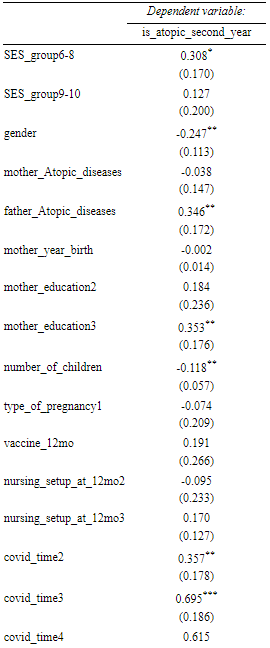 Dependent variable:
is_atopic_second_year
SES_group6-8 0.308*
(0.170)
SES_group9-10 0.127
(0.200)
gender -0.247**
(0.113)
mother_Atopic_diseases -0.038
(0.147)
father_Atopic_diseases 0.346**
(0.172)
mother_year_birth -0.002
(0.014)
mother_education2 0.184
(0.236)
mother_education3 0.353**
(0.176)
number_of_children -0.118**
(0.057)
type_of_pregnancy1 -0.074
(0.209)
vaccine_12mo 0.191
(0.266)
nursing_setup_at_12mo2 -0.095
(0.233)
nursing_setup_at_12mo3 0.170
(0.127)
covid_time2 0.357**
(0.178)
covid_time3 0.695***
(0.186)
covid_time4 0.615